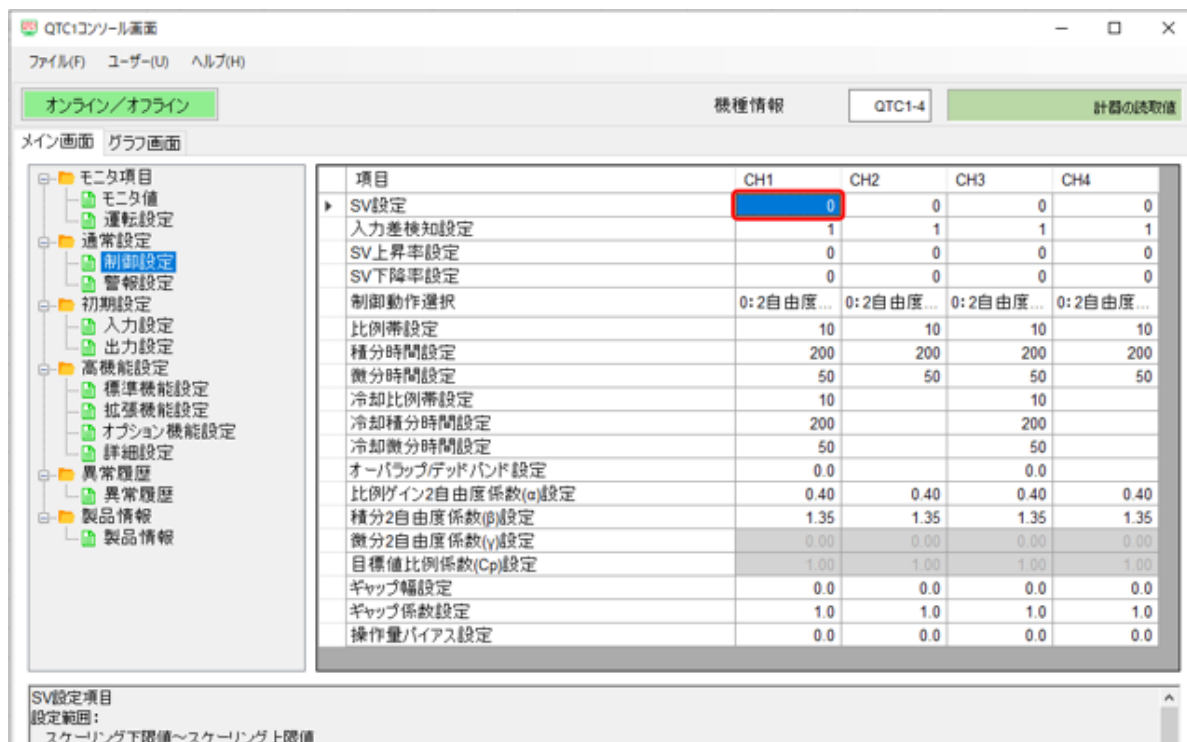 QTC1コンソール画面
ファイル(F) ユーザー(U) ヘルプ(H)
オンライン/オフライン 機種情報 QTC1-4 計器の読取値
メイン画面 グラフ画面
モニタ項目
モニタ値
運転設定
通常設定
制御設定
警報設定
初期設定
入力設定
出力設定
高機能設定
標準機能設定
拡張機能設定
オプション機能設定
詳細設定
異常履歴
異常履歴
製品情報
製品情報
項目 CH1 CH2 CH3 CH4
SV設定 0 0 0 0
入力差検知設定 1 1 1 1
SV上昇率設定 0 0 0 0
SV下降率設定 0 0 0 0
制御動作選択 0:2自由度... 0:2自由度... 0:2自由度... 0:2自由度...
比例帯設定 10 10 10 10
積分時間設定 200 200 200 200
微分時間設定 50 50 50 50
冷却比例帯設定 10 10
冷却積分時間設定 200 200
冷却微分時間設定 50 50
オーバラップ/デッドバンド設定 0.0 0.0
比例ゲイン2自由度係数(α)設定 0.40 0.40 0.40 0.40
積分2自由度係数(β)設定 1.35 1.35 1.35 1.35
微分2自由度係数(γ)設定 0.00 0.00 0.00 0.00
目標値比例係数(Cp)設定 1.00 1.00 1.00 1.00
ギャップ幅設定 0.0 0.0 0.0 0.0
ギャップ係数設定 1.0 1.0 1.0 1.0
操作量バイアス設定 0.0 0.0 0.0 0.0
SV設定項目
設定範囲:
スケーリング下限値~スケーリング上限値